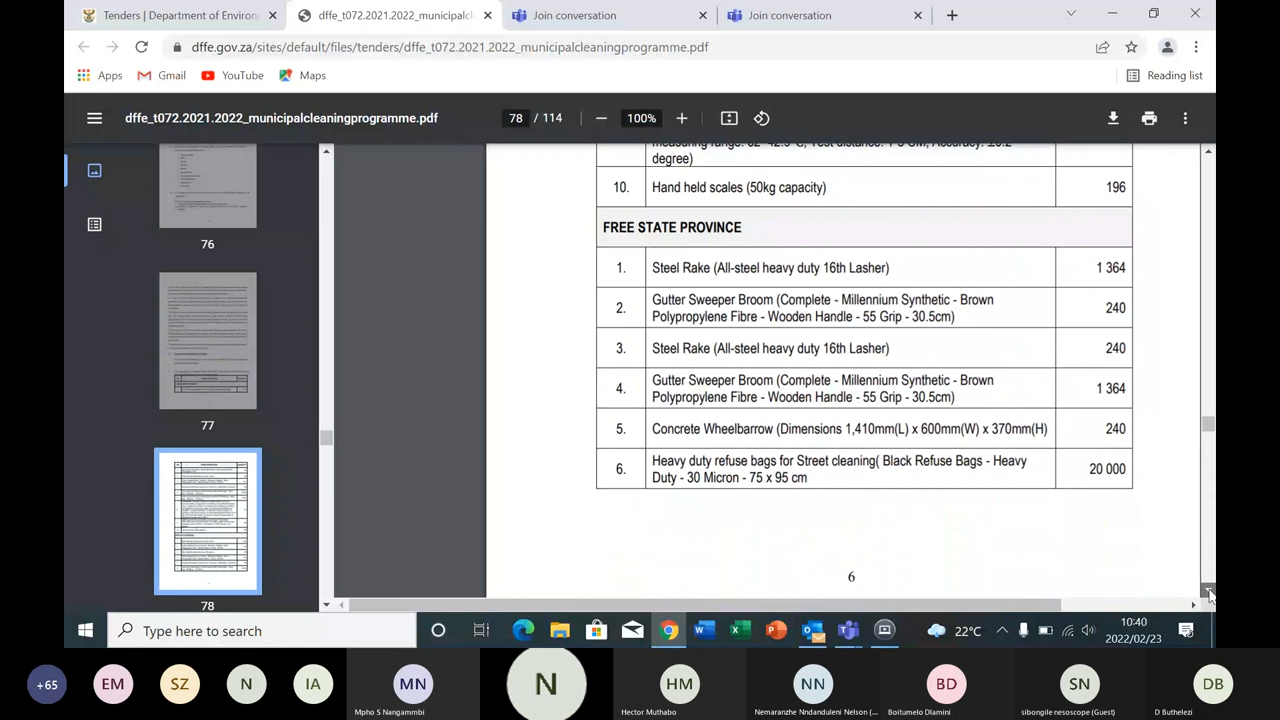 Tenders | Department of Environ
dffe_t072.2021.2022_municipalcl
Join conversation
Join conversation
dffe.gov.za/sites/default/files/tenders/dffe_t072.2021.2022_municipalcleaningprogramme.pdf
Apps
Gmail
YouTube
Maps
Reading list
dffe_t072.2021.2022_municipalcleaningprogramme.pdf
78 / 114
100%
76
77
78
degree)
10. Hand held scales (50kg capacity) 196
FREE STATE PROVINCE
1. Steel Rake (All-steel heavy duty 16th Lasher) 1 364
2. Gutter Sweeper Broom (Complete - Millennium Synthetic - Brown
Polypropylene Fibre - Wooden Handle - 55 Grip - 30.5cm) 240
3. Steel Rake (All-steel heavy duty 16th Lasher) 240
4. Gutter Sweeper Broom (Complete - Millennium Synthetic - Brown
Polypropylene Fibre - Wooden Handle - 55 Grip - 30.5cm) 1 364
5. Concrete Wheelbarrow (Dimensions 1,410mm(L) x 600mm(W) x 370mm(H) 240
6. Heavy duty refuse bags for Street cleaning( Black Refuse Bags - Heavy
Duty - 30 Micron - 75 x 95 cm 20 000
6
Type here to search
22°C
10:40
2022/02/23
+65
EM
SZ
N
IA
MN
Mpho S Nangammbi
N
HM
Hector Muthabo
NN
Nemaranzhe Nndanduleni Nelson (...
BD
Boitumelo Dlamini
SN
sibongile nesoscope (Guest)
DB
D Buthelezi